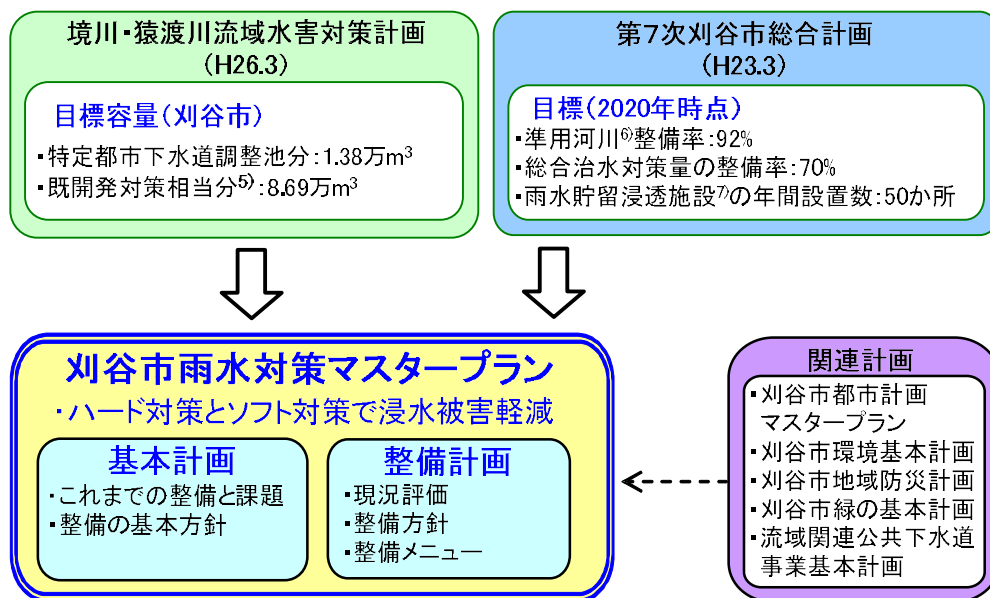 境川・猿渡川流域水害対策計画
（H26.3）
目標容量（刈谷市）
・特定都市下水道調整池分：1.38万m³
・既開発対策相当分⁵⁾：8.69万m³
第７次刈谷市総合計画
（H23.3）
目標（2020年時点）
・準用河川⁶⁾整備率：92%
・総合治水対策量の整備率：70%
・雨水貯留浸透施設⁷⁾の年間設置数：50か所
刈谷市雨水対策マスタープラン
・ハード対策とソフト対策で浸水被害軽減
基本計画
・これまでの整備と課題
・整備の基本方針
整備計画
・現況評価
・整備方針
・整備メニュー
関連計画
・刈谷市都市計画
マスタープラン
・刈谷市環境基本計画
・刈谷市地域防災計画
・刈谷市緑の基本計画
・流域関連公共下水道
事業基本計画